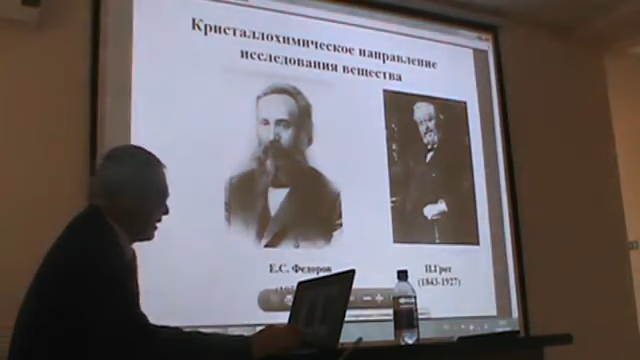 Кристаллохимическое направление
исследования вещества
Е.С. Федоров
П.Грот
(1843-1927)